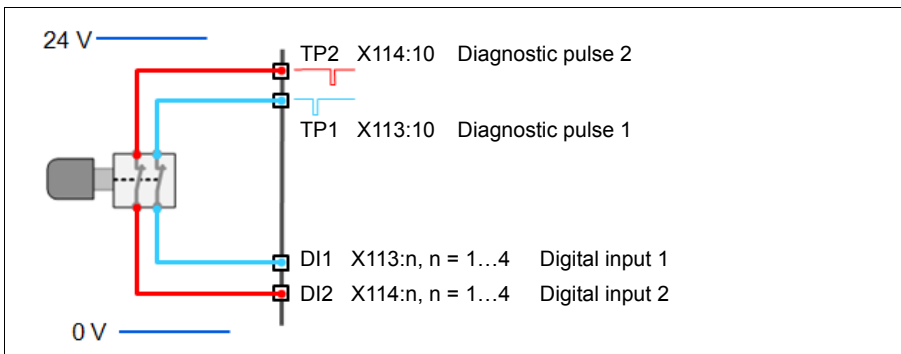 24 V
TP2 X114:10 Diagnostic pulse 2
TP1 X113:10 Diagnostic pulse 1
DI1 X113:n, n = 1…4 Digital input 1
DI2 X114:n, n = 1…4 Digital input 2
0 V